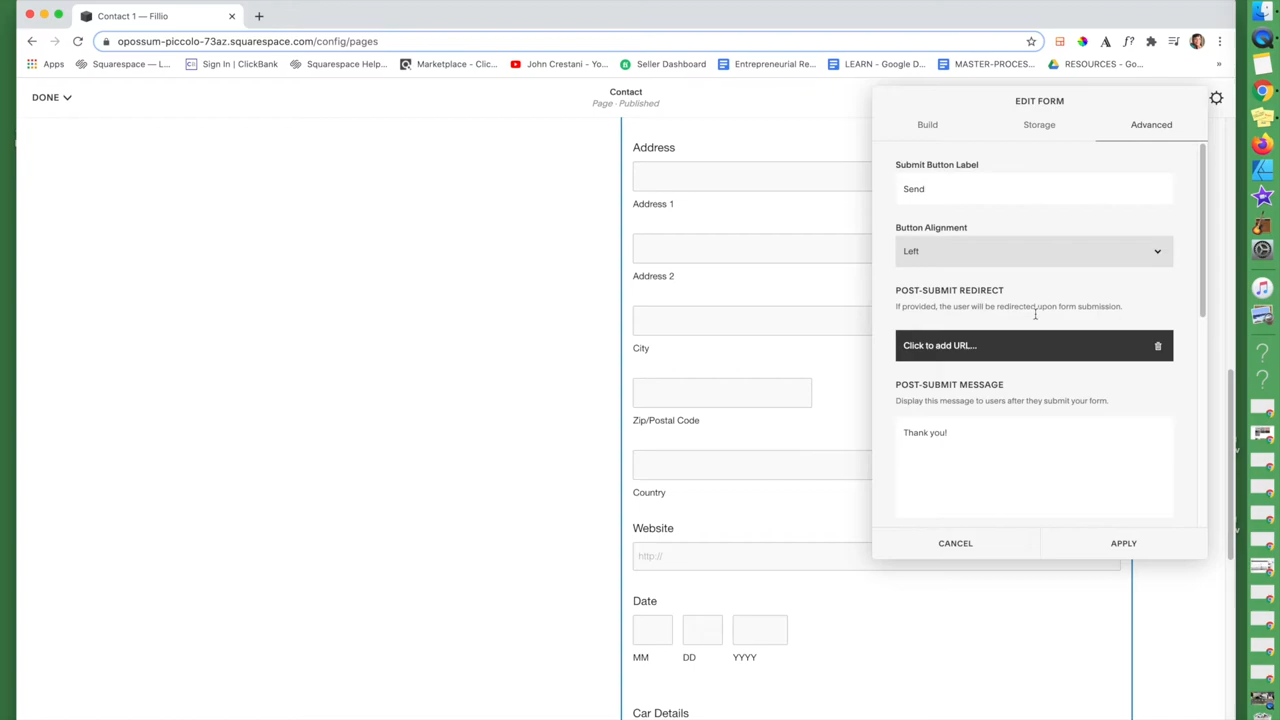 Contact 1 — Fillio
opossum-piccolo-73az.squarespace.com/config/pages
Apps
Squarespace — L...
Sign In | ClickBank
Squarespace Help...
Marketplace - Clic...
John Crestani - Yo...
Seller Dashboard
Entrepreneurial Re...
LEARN - Google D...
MASTER-PROCES...
RESOURCES - Go...
»
DONE
Contact
Page · Published
EDIT FORM
Build
Storage
Advanced
Submit Button Label
Send
Button Alignment
Left
POST-SUBMIT REDIRECT
If provided, the user will be redirected upon form submission.
Click to add URL...
POST-SUBMIT MESSAGE
Display this message to users after they submit your form.
Thank you!
CANCEL
APPLY
Address
Address 1
Address 2
City
Zip/Postal Code
Country
Website
http://
Date
MM
DD
YYYY
Car Details